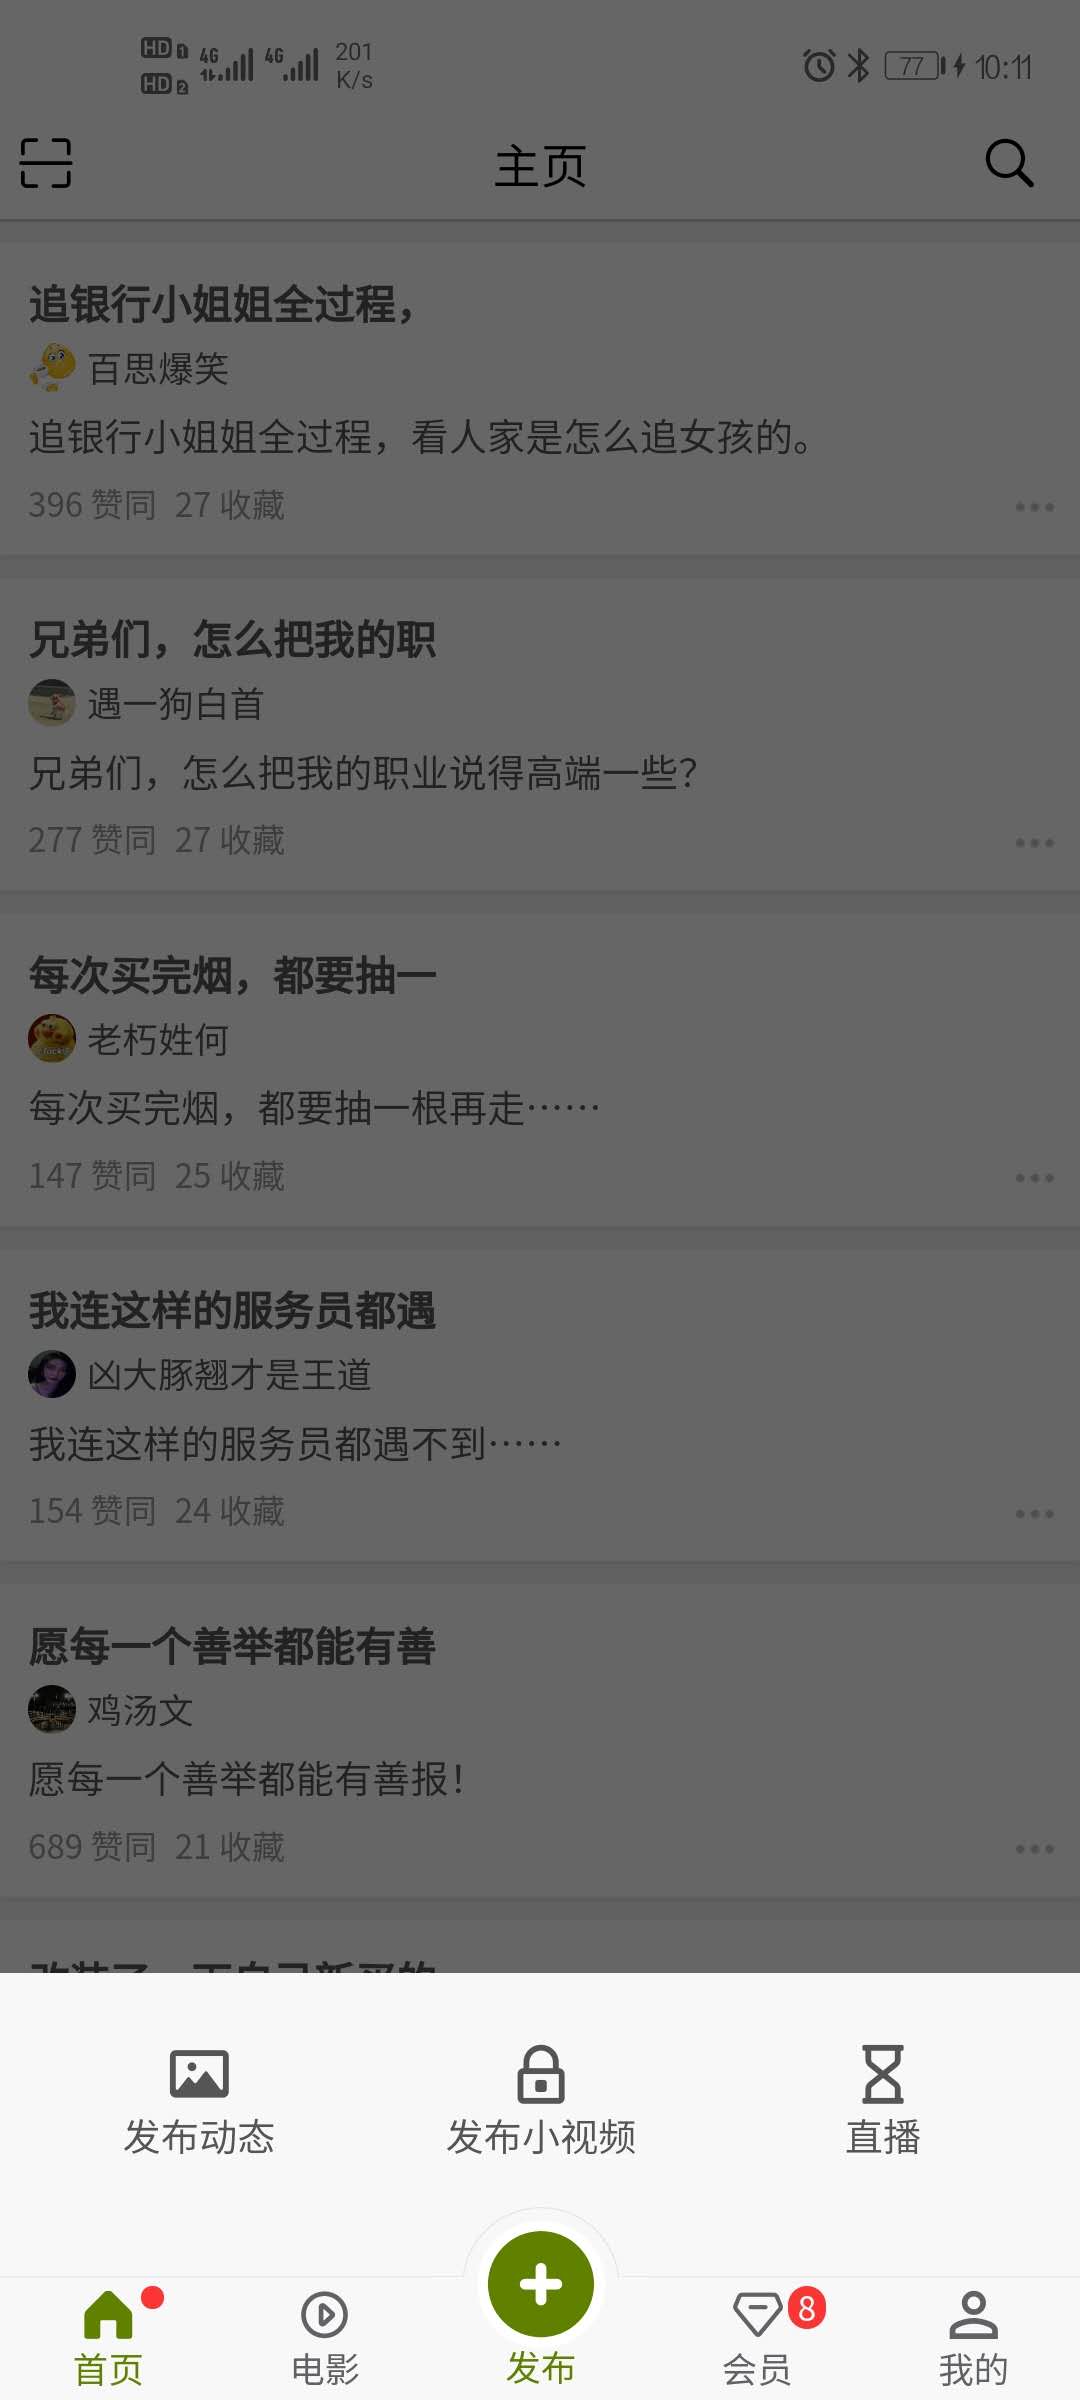 HD 1 4G 4G 201
HD 2 K/s 77 10:11
主页
追银行小姐姐全过程，
百思爆笑
追银行小姐姐全过程，看人家是怎么追女孩的。
396 赞同 27 收藏
兄弟们，怎么把我的职
遇一狗白首
兄弟们，怎么把我的职业说得高端一些？
277 赞同 27 收藏
每次买完烟，都要抽一
老朽姓何
每次买完烟，都要抽一根再走……
147 赞同 25 收藏
我连这样的服务员都遇
凶大豚翘才是王道
我连这样的服务员都遇不到……
154 赞同 24 收藏
愿每一个善举都能有善
鸡汤文
愿每一个善举都能有善报！
689 赞同 21 收藏
发布动态 发布小视频 直播
8
首页 电影 发布 会员 我的